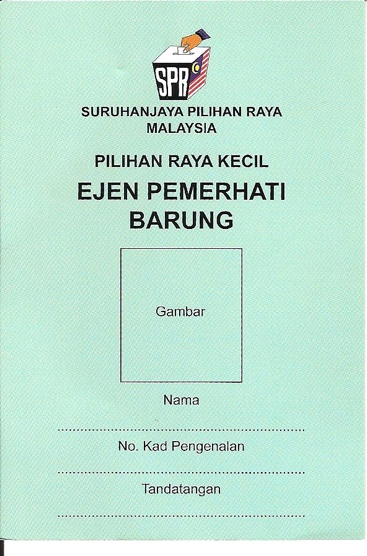 SPR
SURUHANJAYA PILIHAN RAYA
MALAYSIA
PILIHAN RAYA KECIL
EJEN PEMERHATI
BARUNG
Gambar
Nama
No. Kad Pengenalan
Tandatangan